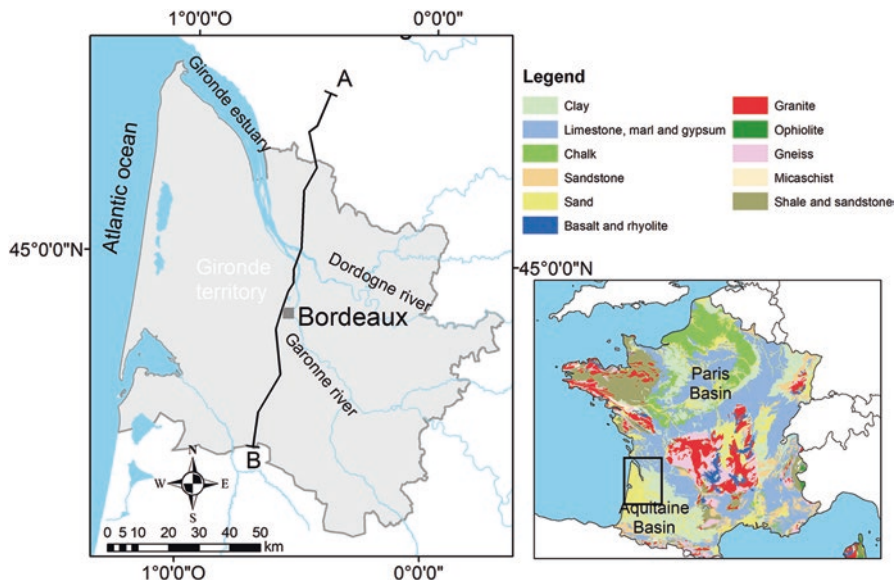 1°0'0"W
0°0'0"
A
Gironde estuary
Atlantic ocean
45°0'0"N
Gironde
territory
Dordogne river
Bordeaux
Garonne river
B
N
W
E
S
0 5 10 20 30 40 50
km
1°0'0"W
0°0'0"
Legend
Clay
Limestone, marl and gypsum
Chalk
Sandstone
Sand
Basalt and rhyolite
Granite
Ophiolite
Gneiss
Micaschist
Shale and sandstone
45°0'0"N
Paris
Basin
Aquitaine
Basin